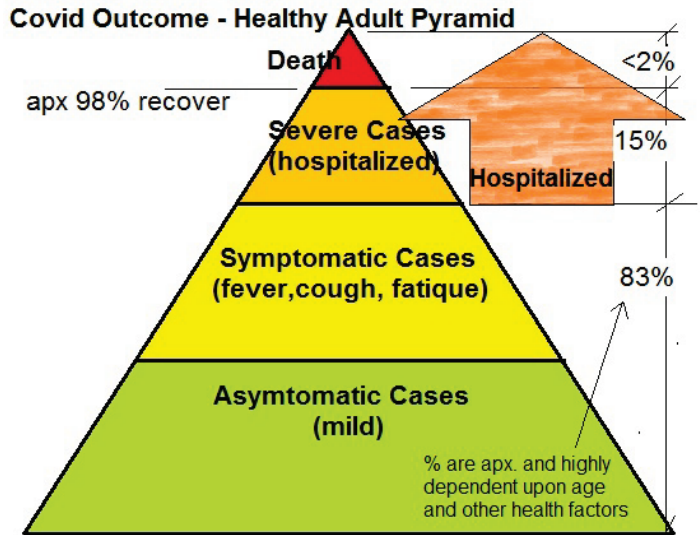 Covid Outcome - Healthy Adult Pyramid
Death
<2%
apx 98% recover
Severe Cases
(hospitalized)
15%
Hospitalized
Symptomatic Cases
(fever,cough, fatique)
83%
Asymtomatic Cases
(mild)
% are apx. and highly
dependent upon age
and other health factors